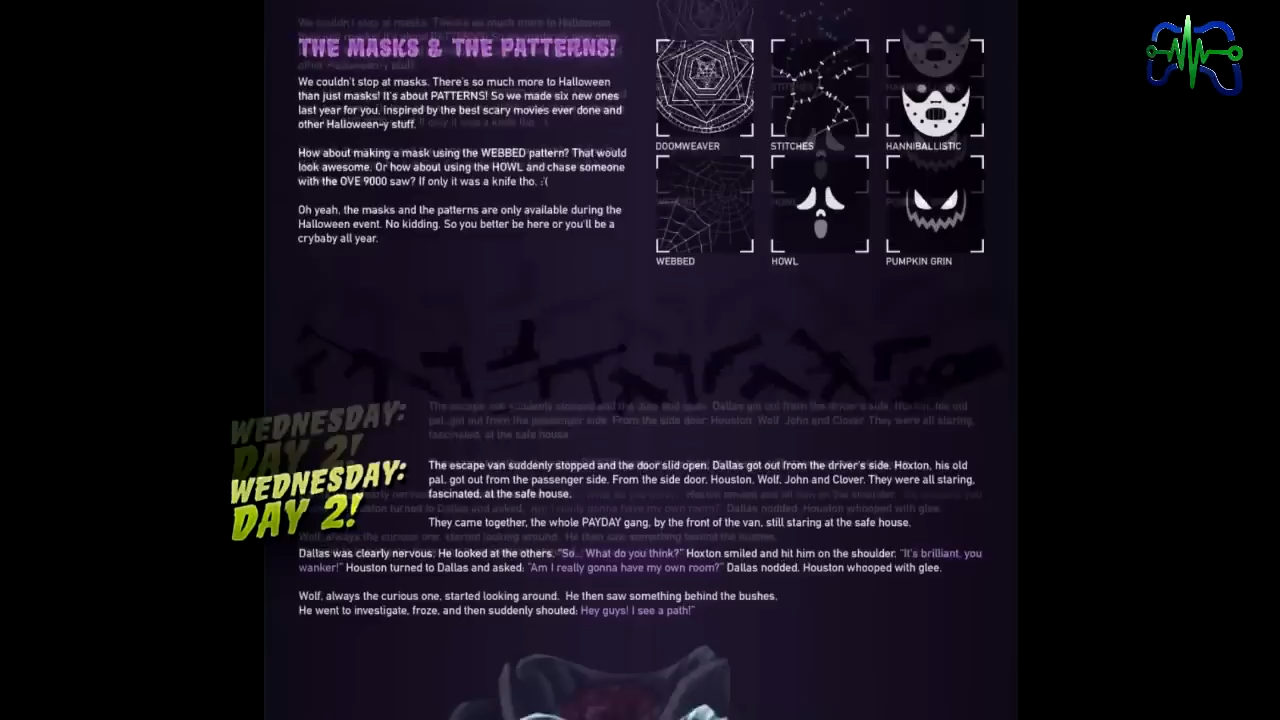 THE MASKS & THE PATTERNS!
We couldn't stop at masks. There's so much more to Halloween
than just masks! It's about PATTERNS! So we made six new ones
last year for you, inspired by the best scary movies ever done and
other Halloween-y stuff.
How about making a mask using the WEBBED pattern? That would
look awesome. Or how about using the HOWL and chase someone
with the OVE 9000 saw? If only it was a knife tho. :'(
Oh yeah, the masks and the patterns are only available during the
Halloween event. No kidding. So you better be here or you'll be a
crybaby all year.
DOOMWEAVER
STITCHES
HANNIBALLISTIC
WEBBED
HOWL
PUMPKIN GRIN
WEDNESDAY:
DAY 2!
The escape van suddenly stopped and the door slid open. Dallas got out from the driver's side. Hoxton, his old
pal, got out from the passenger side. From the side door, Houston, Wolf, John and Clover. They were all staring,
fascinated, at the safe house.
They came together, the whole PAYDAY gang, by the front of the van, still staring at the safe house.
Dallas was clearly nervous. He looked at the others. "So... What do you think?" Hoxton smiled and hit him on the shoulder. "It's brilliant, you
wanker!" Houston turned to Dallas and asked: "Am I really gonna have my own room?" Dallas nodded. Houston whooped with glee.
Wolf, always the curious one, started looking around. He then saw something behind the bushes.
He went to investigate, froze, and then suddenly shouted: Hey guys! I see a path!"